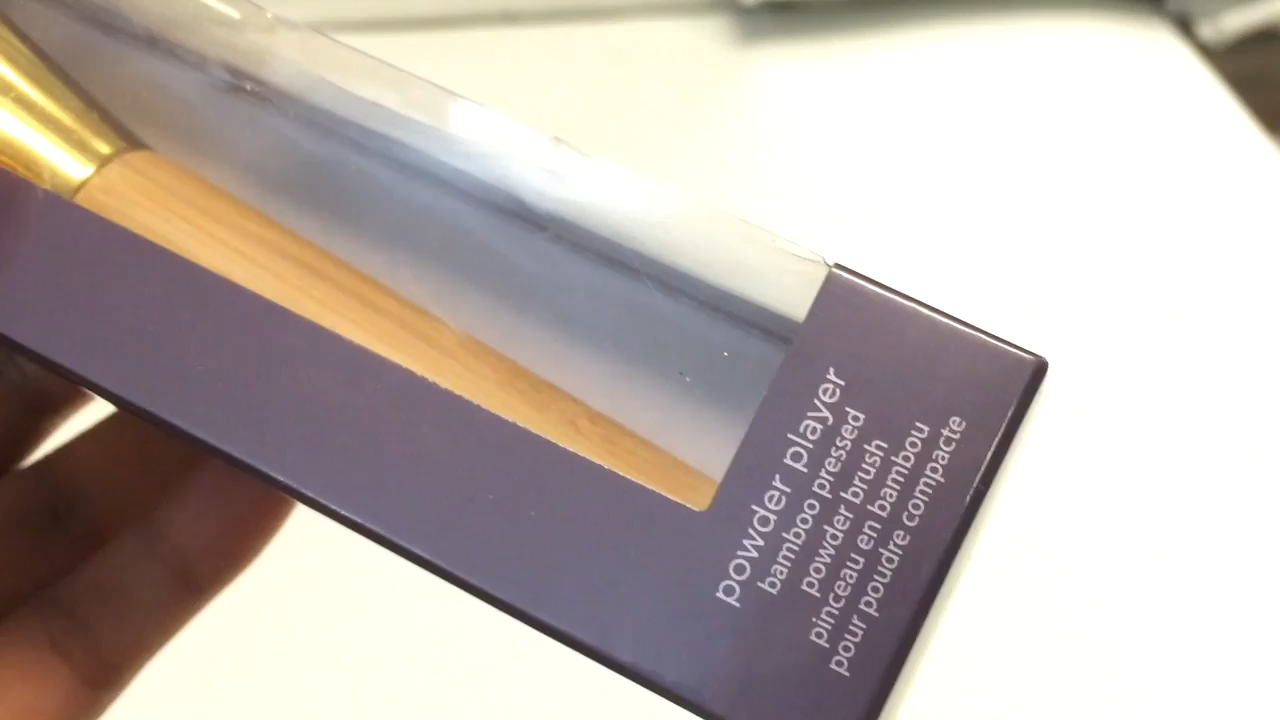 powder player
bamboo pressed
powder brush
pinceau en bambou
pour poudre compacte